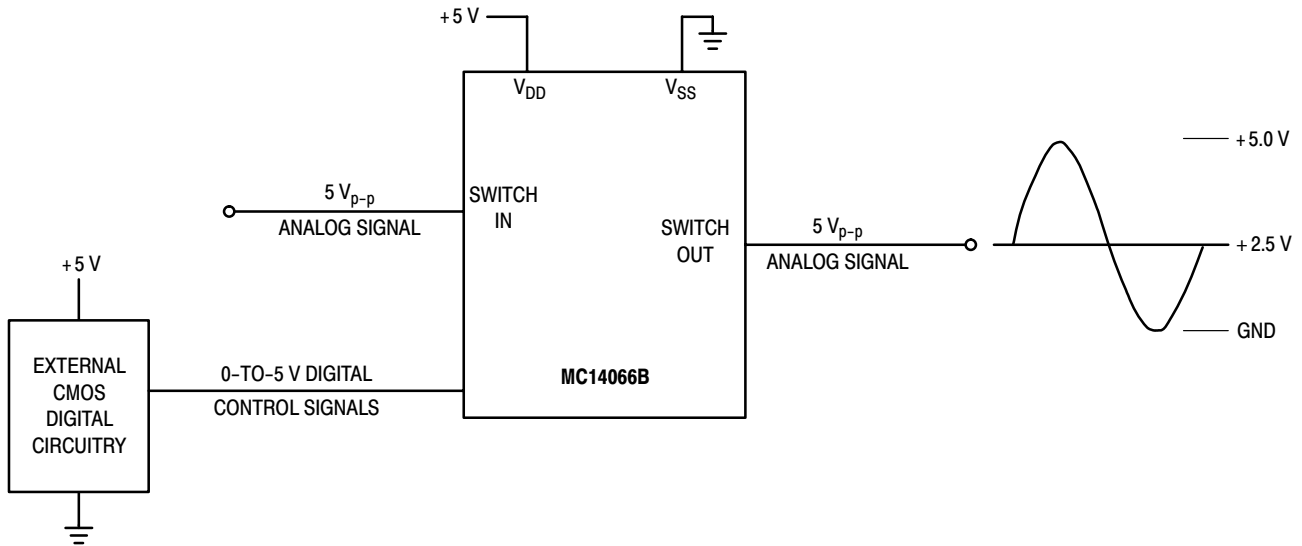 +5 V
V_DD
V_SS
+5.0 V
5 V_p-p
ANALOG SIGNAL
SWITCH
IN
SWITCH
OUT
5 V_p-p
ANALOG SIGNAL
+2.5 V
GND
+5 V
EXTERNAL
CMOS
DIGITAL
CIRCUITRY
0-TO-5 V DIGITAL
CONTROL SIGNALS
MC14066B